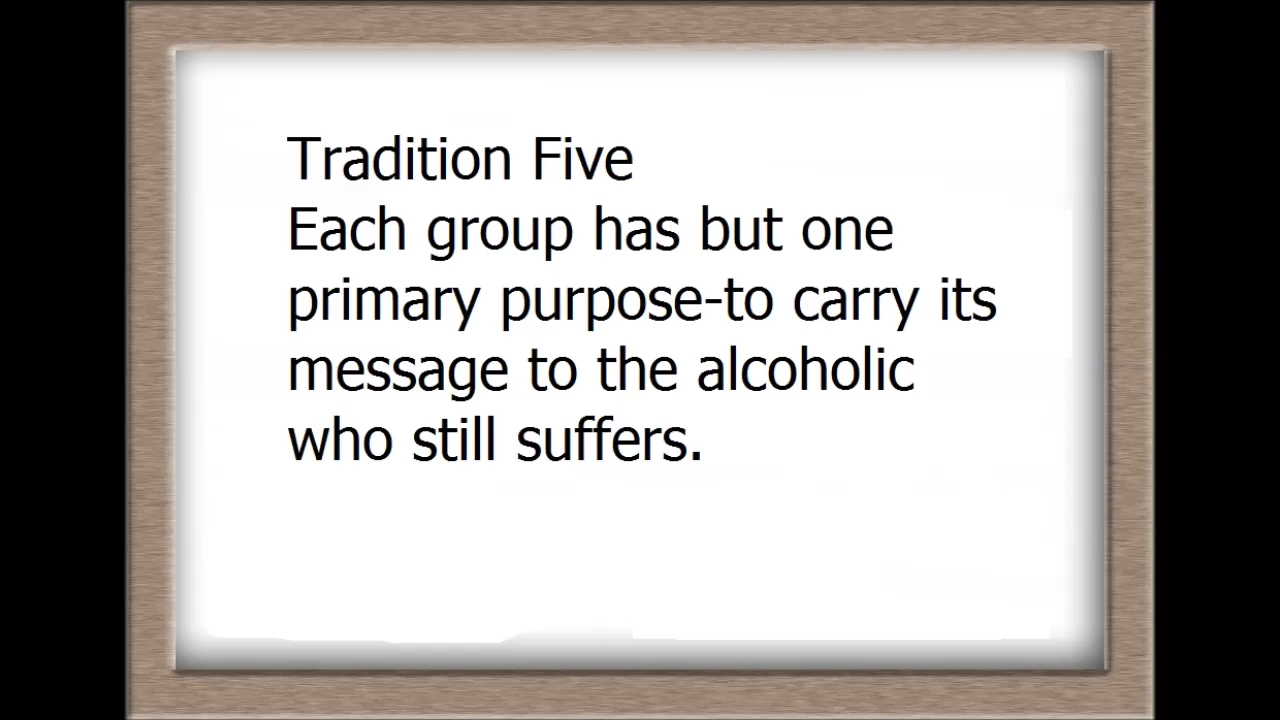 Tradition Five
Each group has but one
primary purpose-to carry its
message to the alcoholic
who still suffers.